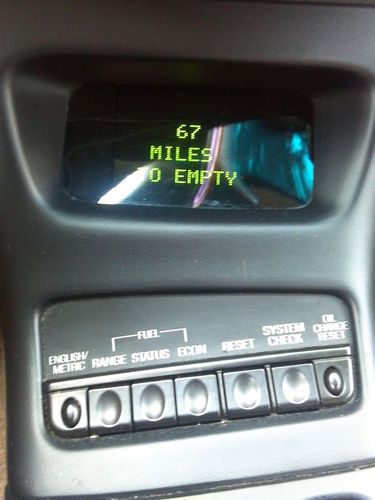 67
MILES
TO EMPTY
FUEL
ENGLISH/
METRIC
RANGE STATUS ECON RESET
SYSTEM
CHECK
OIL
CHANGE
RESET